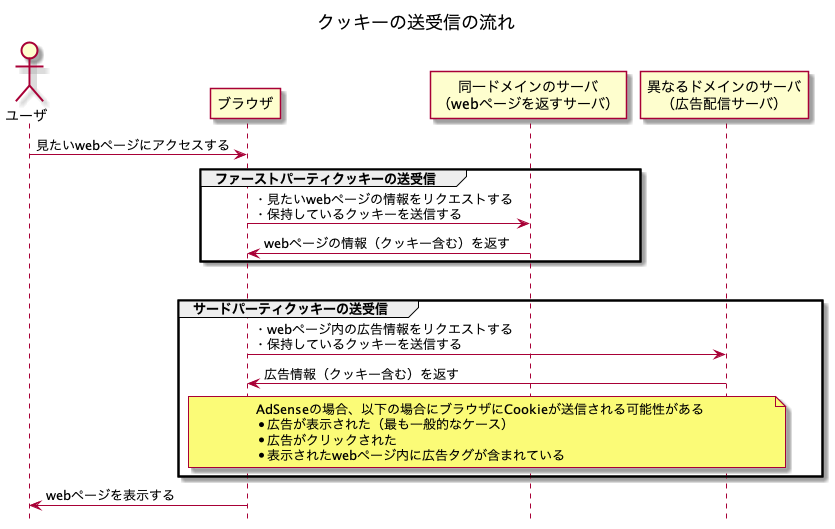 クッキーの送受信の流れ
ユーザ
ブラウザ
同一ドメインのサーバ
（webページを返すサーバ）
異なるドメインのサーバ
（広告配信サーバ）
見たいwebページにアクセスする
ファーストパーティクッキーの送受信
・見たいwebページの情報をリクエストする
・保持しているクッキーを送信する
webページの情報（クッキー含む）を返す
サードパーティクッキーの送受信
・webページ内の広告情報をリクエストする
・保持しているクッキーを送信する
広告情報（クッキー含む）を返す
AdSenseの場合、以下の場合にブラウザにCookieが送信される可能性がある
•広告が表示された（最も一般的なケース）
•広告がクリックされた
•表示されたwebページ内に広告タグが含まれている
webページを表示する